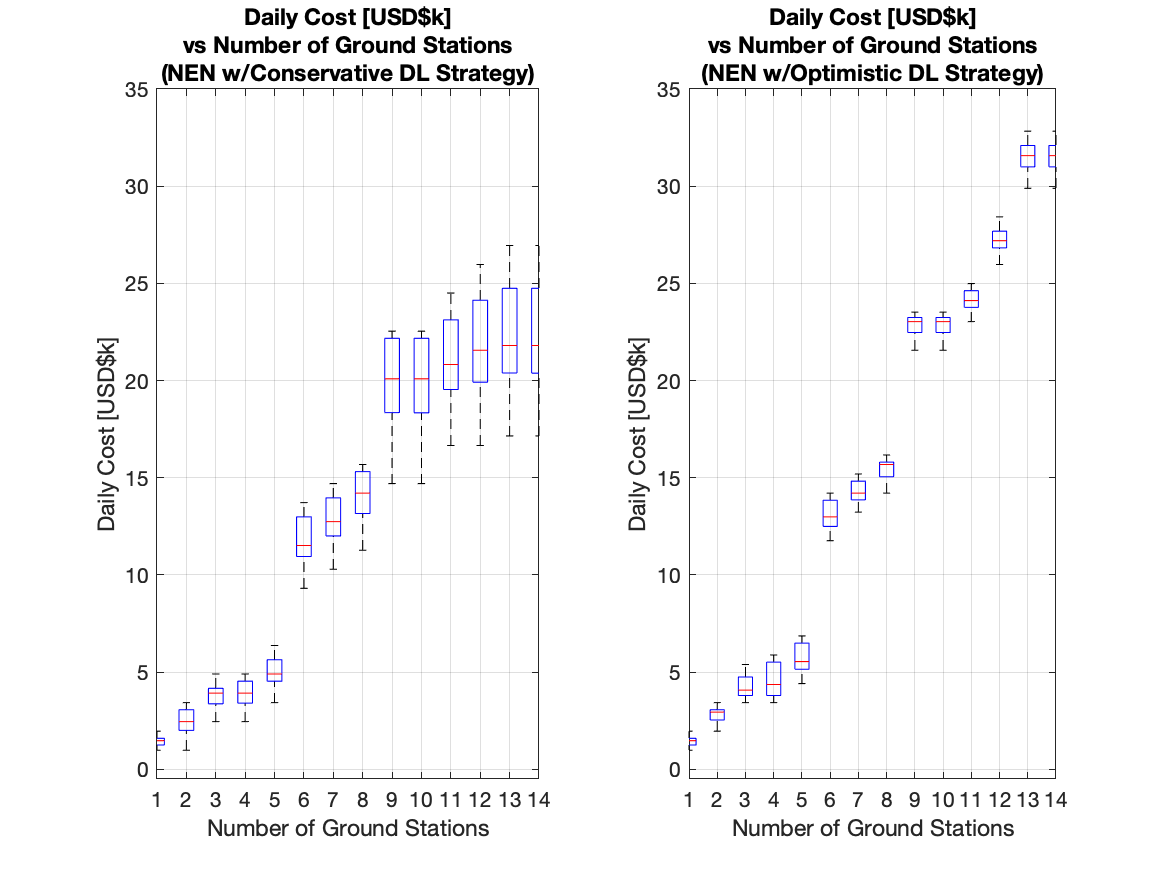 Daily Cost [USD$k]
vs Number of Ground Stations
(NEN w/Conservative DL Strategy)
35
30
25
20
15
10
5
0
Daily Cost [USD$k]
1 2 3 4 5 6 7 8 9 10 11 12 13 14
Number of Ground Stations
Daily Cost [USD$k]
vs Number of Ground Stations
(NEN w/Optimistic DL Strategy)
35
30
25
20
15
10
5
0
Daily Cost [USD$k]
1 2 3 4 5 6 7 8 9 10 11 12 13 14
Number of Ground Stations